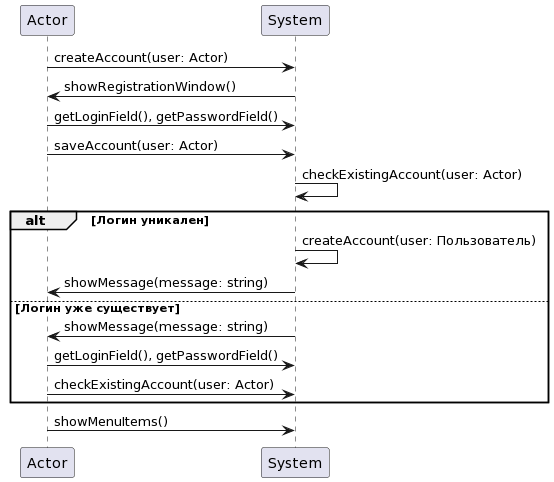 Actor
System
createAccount(user: Actor)
showRegistrationWindow()
getLoginField(), getPasswordField()
saveAccount(user: Actor)
checkExistingAccount(user: Actor)
alt
[Логин уникален]
createAccount(user: Пользователь)
showMessage(message: string)
[Логин уже существует]
showMessage(message: string)
getLoginField(), getPasswordField()
checkExistingAccount(user: Actor)
showMenuItems()
Actor
System